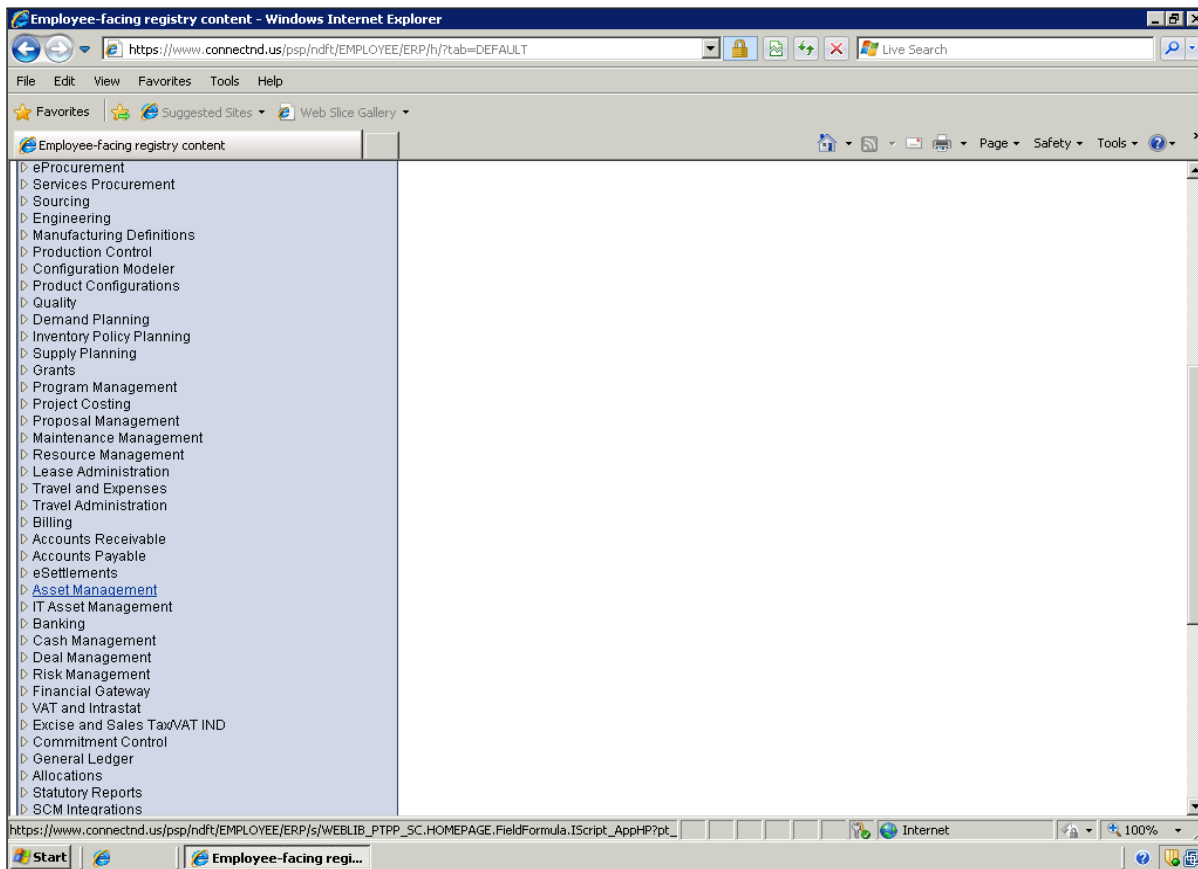 Employee-facing registry content - Windows Internet Explorer
https://www.connectnd.us/psp/ndft/EMPLOYEE/ERP/h/?tab=DEFAULT
Live Search
File Edit View Favorites Tools Help
Favorites Suggested Sites Web Slice Gallery
Employee-facing registry content
Page Safety Tools
eProcurement
Services Procurement
Sourcing
Engineering
Manufacturing Definitions
Production Control
Configuration Modeler
Product Configurations
Quality
Demand Planning
Inventory Policy Planning
Supply Planning
Grants
Program Management
Project Costing
Proposal Management
Maintenance Management
Resource Management
Lease Administration
Travel and Expenses
Travel Administration
Billing
Accounts Receivable
Accounts Payable
eSettlements
Asset Management
IT Asset Management
Banking
Cash Management
Deal Management
Risk Management
Financial Gateway
VAT and Intrastat
Excise and Sales Tax/VAT IND
Commitment Control
General Ledger
Allocations
Statutory Reports
SCM Integrations
https://www.connectnd.us/psp/ndft/EMPLOYEE/ERP/s/WEBLIB_PTPP_SC.HOMEPAGE.FieldFormula.IScript_AppHP?pt_ Internet 100%
Start Employee-facing regi...